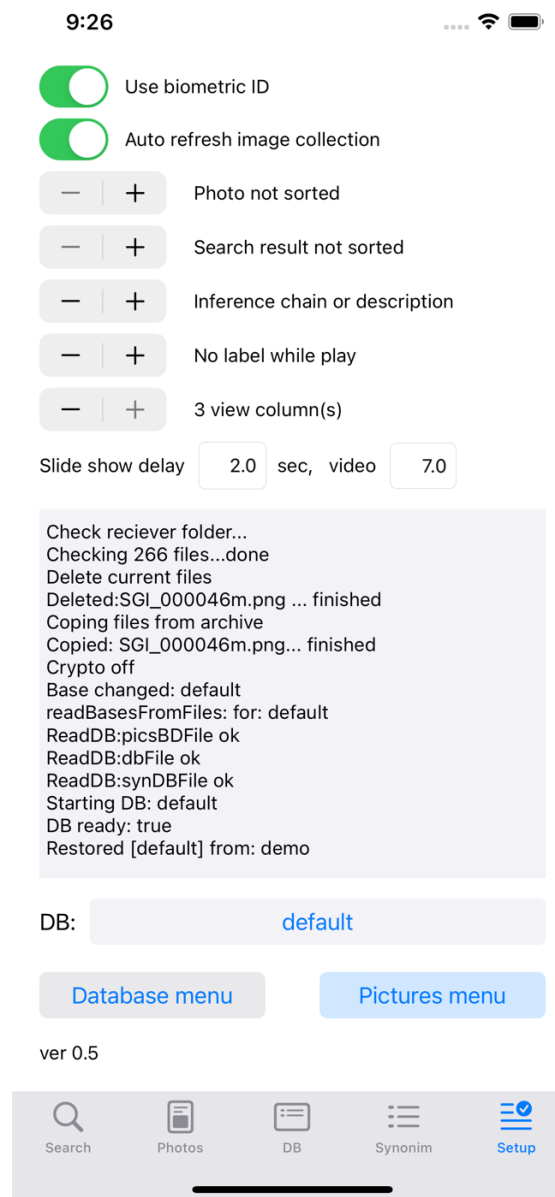 9:26
Use biometric ID
Auto refresh image collection
Photo not sorted
Search result not sorted
Inference chain or description
No label while play
3 view column(s)
Slide show delay 2.0 sec, video 7.0
Check reciever folder...
Checking 266 files...done
Delete current files
Deleted:SGI_000046m.png ... finished
Coping files from archive
Copied: SGI_000046m.png... finished
Crypto off
Base changed: default
readBasesFromFiles: for: default
ReadDB:picsBDFile ok
ReadDB:dbFile ok
ReadDB:synDBFile ok
Starting DB: default
DB ready: true
Restored [default] from: demo
DB: default
Database menu Pictures menu
ver 0.5
Search Photos DB Synonim Setup